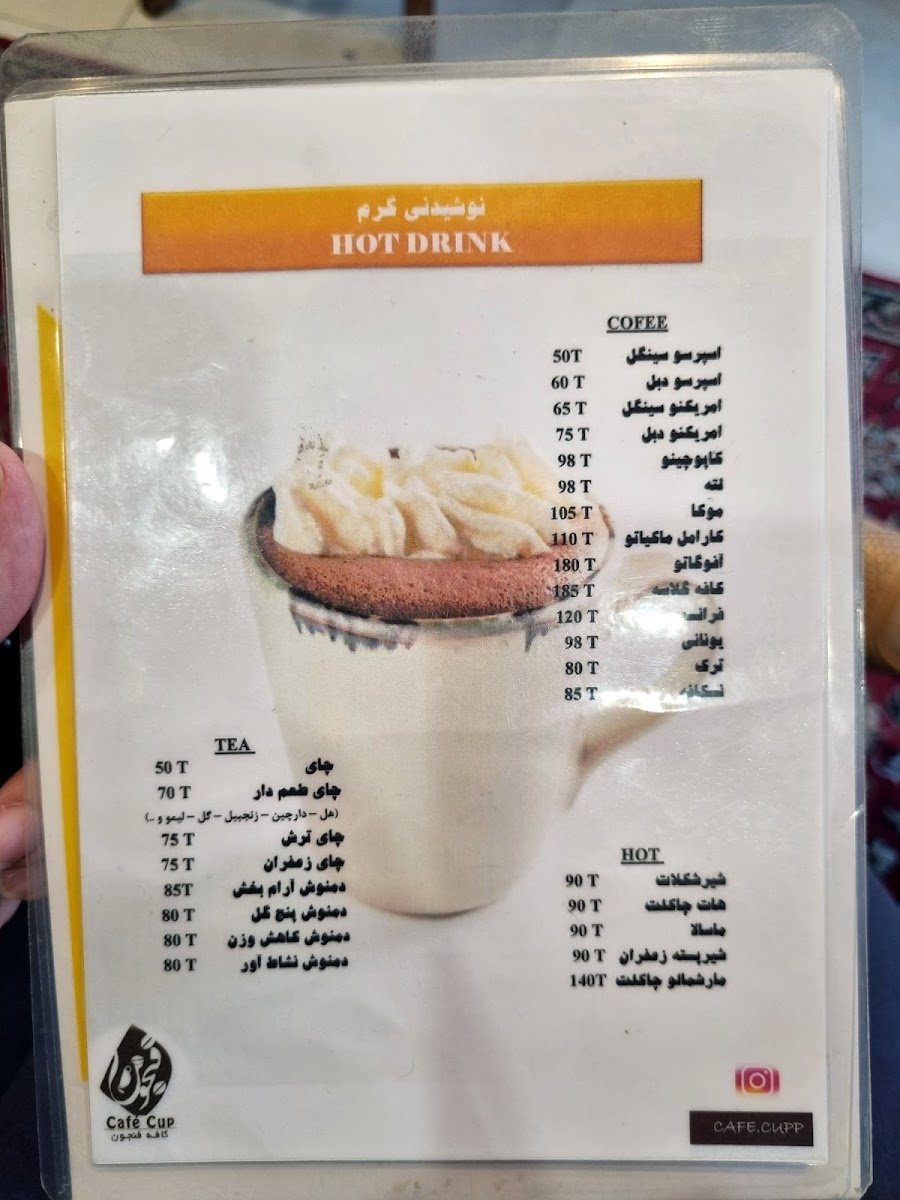 نوشیدنی گرم
HOT DRINK
COFEE
اسپرسو سینگل 50T
اسپرسو دبل 60 T
امریکنو سینگل 65 T
امریکنو دبل 75 T
کاپوچینو 98 T
لته 98 T
موکا 105 T
کارامل ماکیاتو 110 T
آفوگاتو 180 T
کافه گلاسه 185 T
فرانسه 120 T
یونانی 98 T
ترک 80 T
نسکافه 85 T
TEA
چای 50 T
چای طعم دار 70 T
(هل – دارچین – زنجبیل – گل – لیمو و ..)
چای ترش 75 T
چای زعفران 75 T
دمنوش آرام بخش 85T
دمنوش پنج گل 80 T
دمنوش کاهش وزن 80 T
دمنوش نشاط آور 80 T
HOT
شیرشکلات 90 T
هات چاکلت 90 T
ماسالا 90 T
شیرپسته زعفران 90 T
مارشمالو چاکلت 140T
فنجون
Café Cup
کافه فنجون
CAFE.CUPP